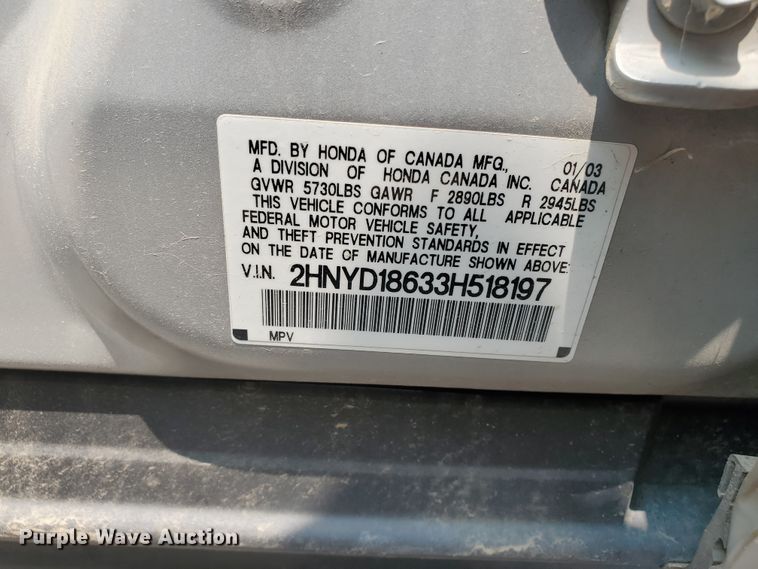 MFD. BY HONDA OF CANADA MFG., 01/03
A DIVISION OF HONDA CANADA INC. CANADA
GVWR 5730LBS GAWR F 2890LBS R 2945LBS
THIS VEHICLE CONFORMS TO ALL APPLICABLE
FEDERAL MOTOR VEHICLE SAFETY,
AND THEFT PREVENTION STANDARDS IN EFFECT
ON THE DATE OF MANUFACTURE SHOWN ABOVE.
V.I.N. 2HNYD18633H518197
MPV
Purple Wave Auction